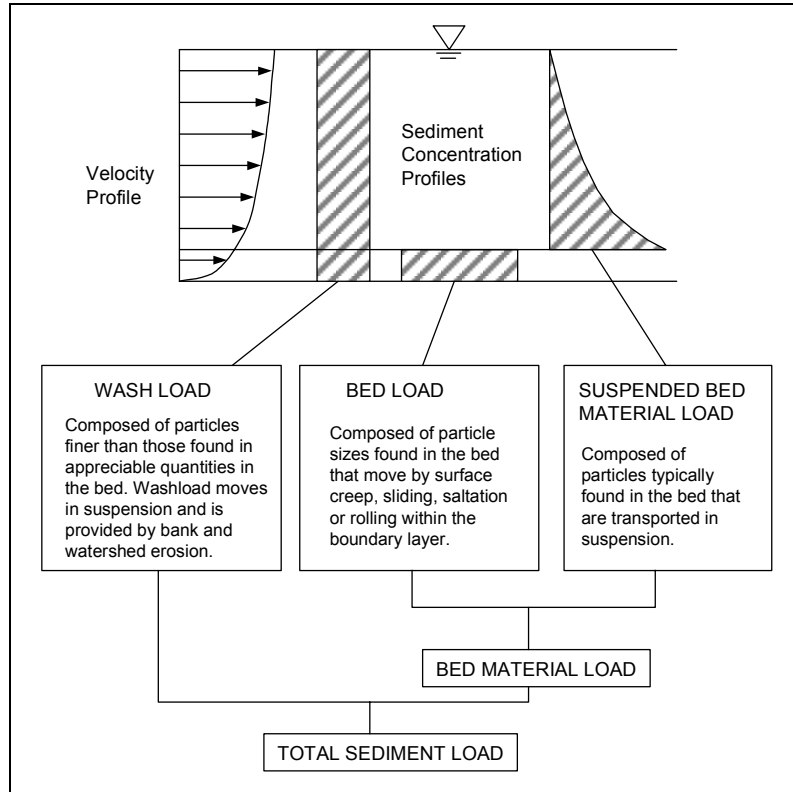 Velocity
Profile
Sediment
Concentration
Profiles
WASH LOAD
Composed of particles
finer than those found in
appreciable quantities in
the bed. Washload moves
in suspension and is
provided by bank and
watershed erosion.
BED LOAD
Composed of particle
sizes found in the bed
that move by surface
creep, sliding, saltation
or rolling within the
boundary layer.
SUSPENDED BED
MATERIAL LOAD
Composed of
particles typically
found in the bed that
are transported in
suspension.
BED MATERIAL LOAD
TOTAL SEDIMENT LOAD